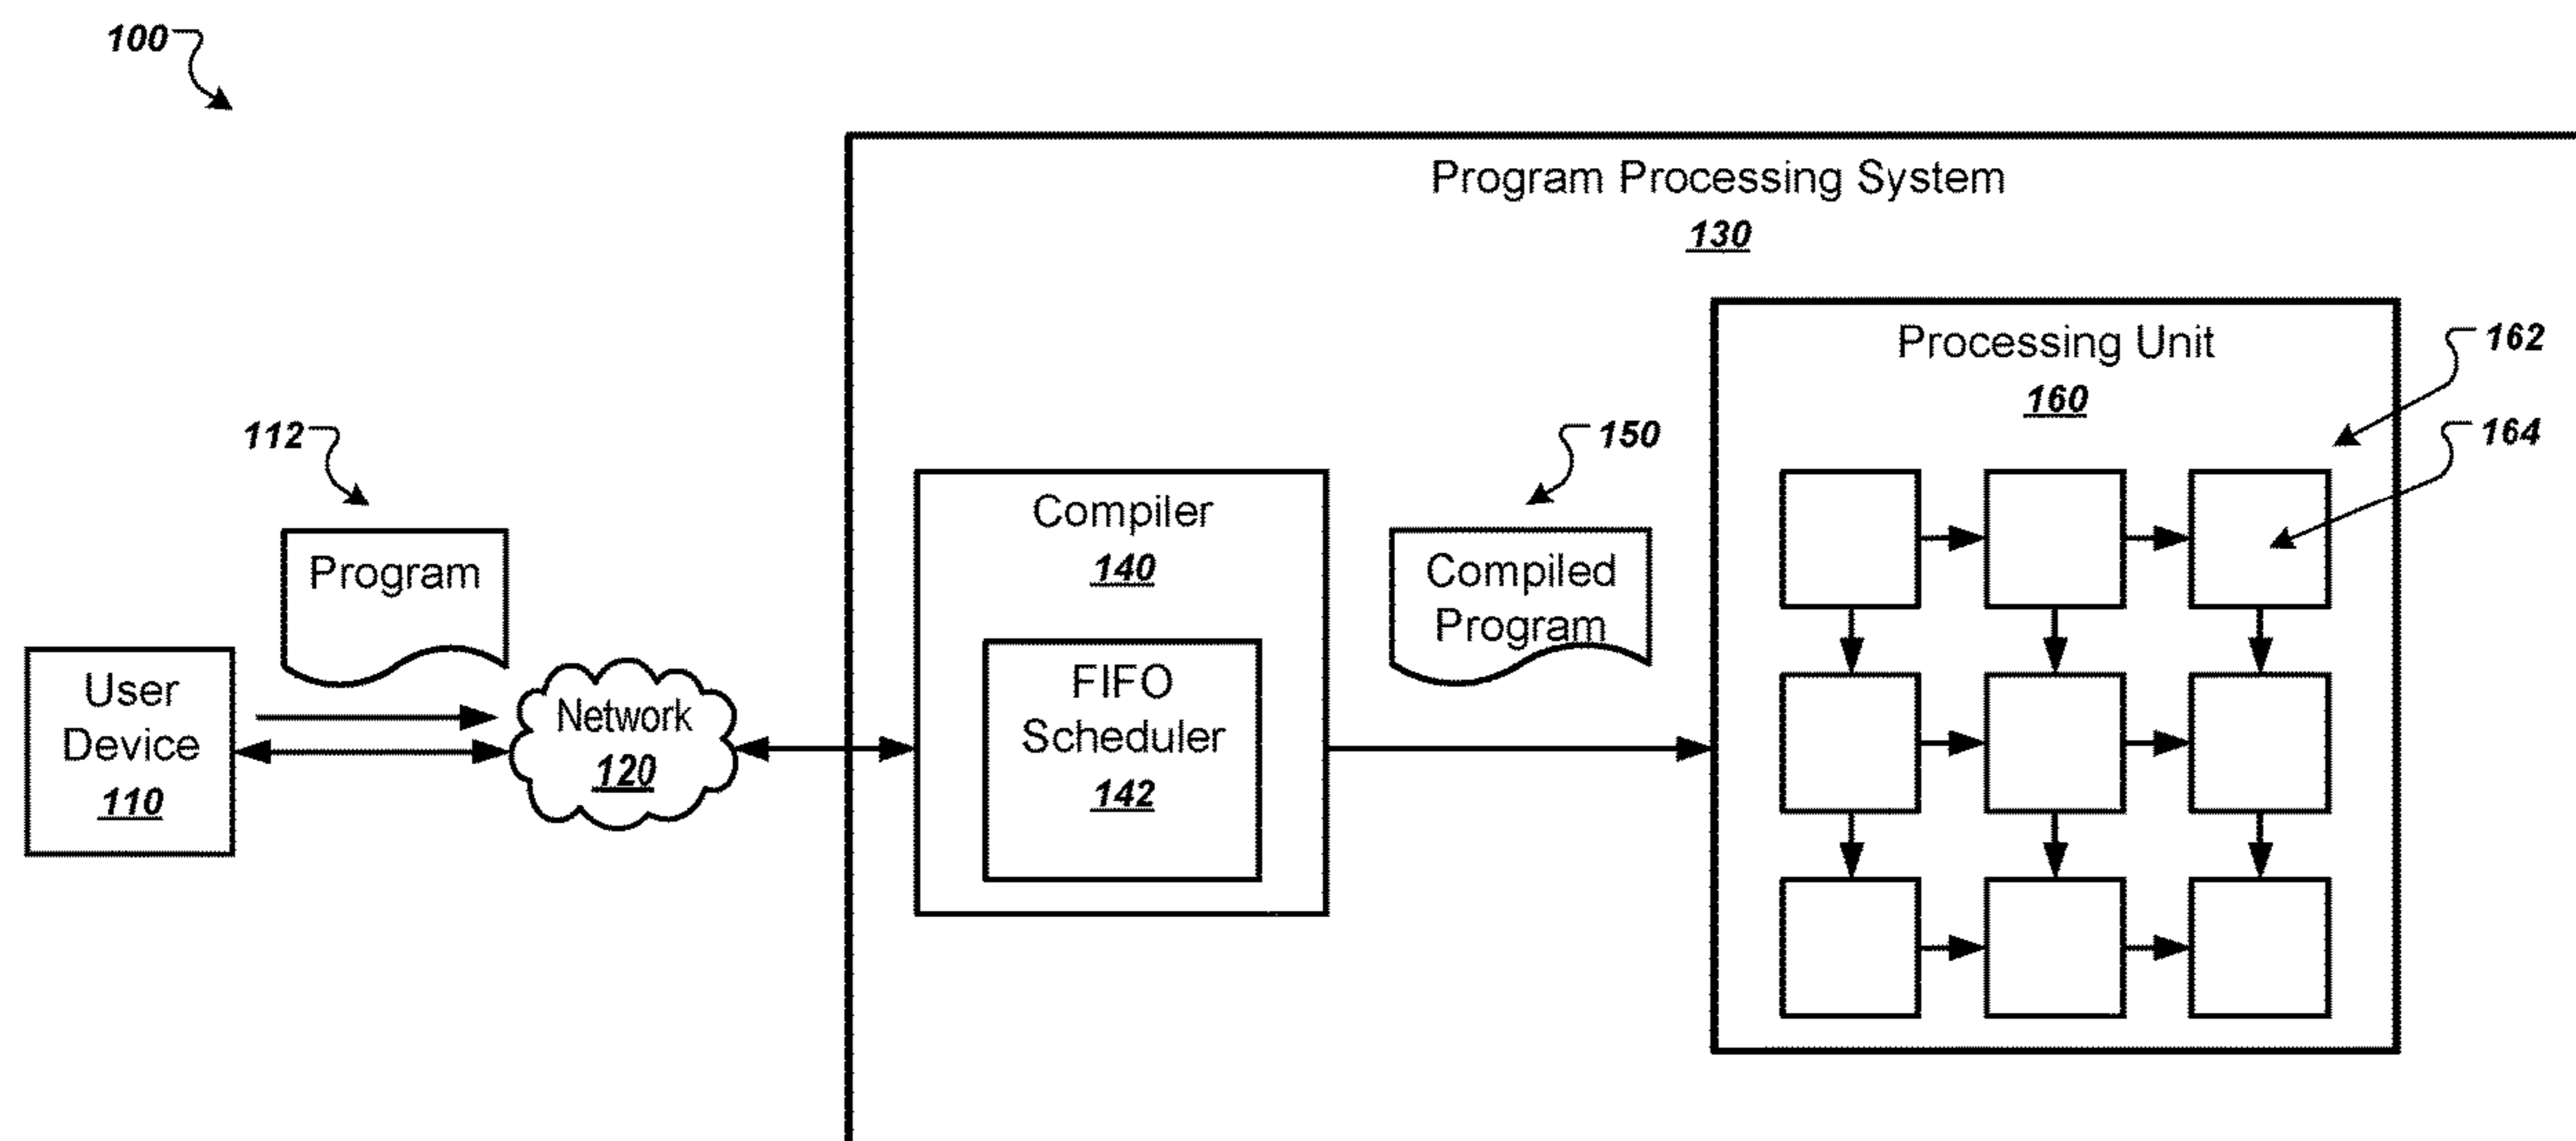 100
Program Processing System
130
Processing Unit
160
162
164
112
150
Program
Compiler
140
Compiled
Program
User
Device
110
Network
120
FIFO
Scheduler
142